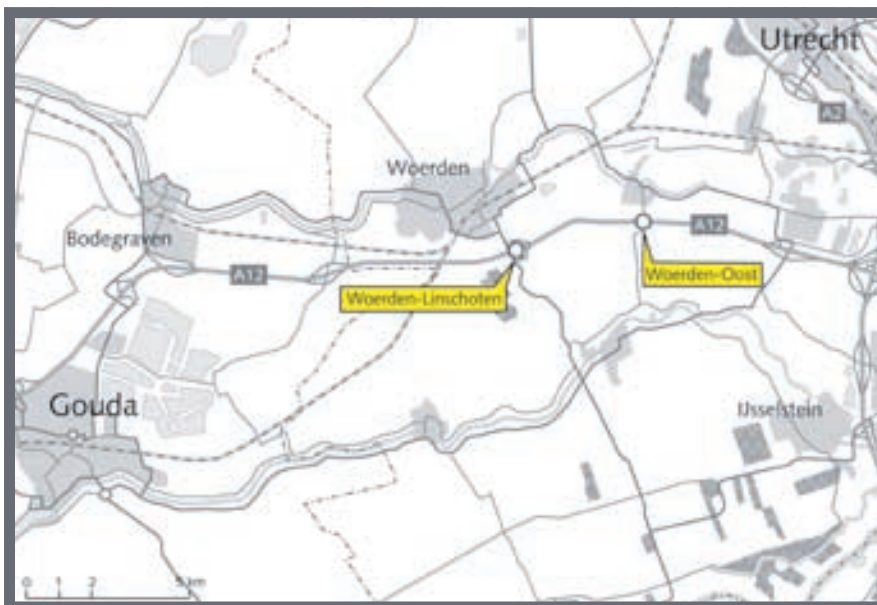 Utrecht
A2
Woerden
Bodegraven
A12
A12
Woerden-Oost
Woerden-Linschoten
Gouda
IJsselstein
0 1 2 5 km